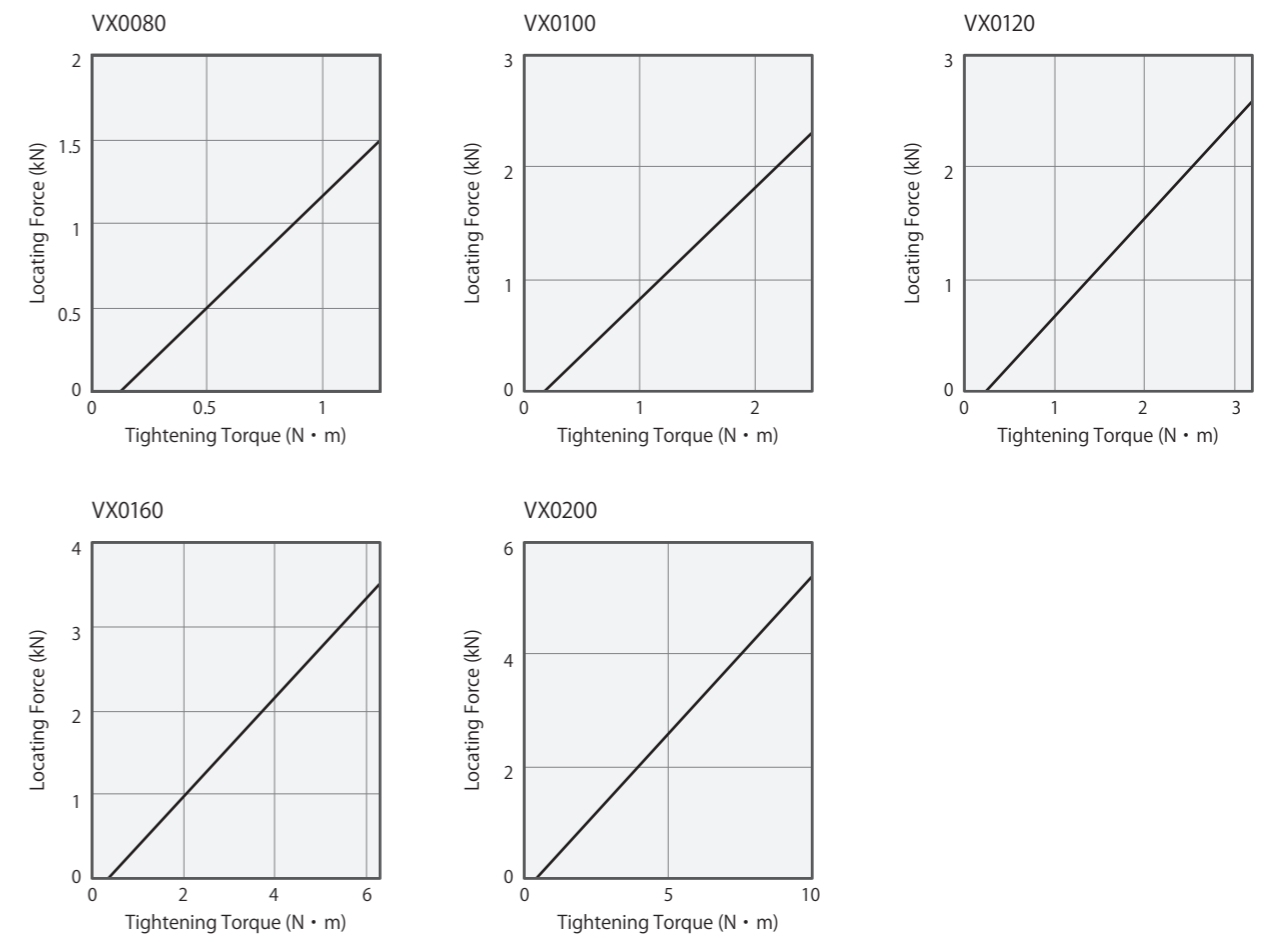 VX0080
2
1.5
1
0.5
0
0
0.5
1
Locating Force (kN)
Tightening Torque (N・m)
VX0100
3
2
1
0
0
1
2
Locating Force (kN)
Tightening Torque (N・m)
VX0120
3
2
1
0
0
1
2
3
Locating Force (kN)
Tightening Torque (N・m)
VX0160
4
3
2
1
0
0
2
4
6
Locating Force (kN)
Tightening Torque (N・m)
VX0200
6
4
2
0
0
5
10
Locating Force (kN)
Tightening Torque (N・m)